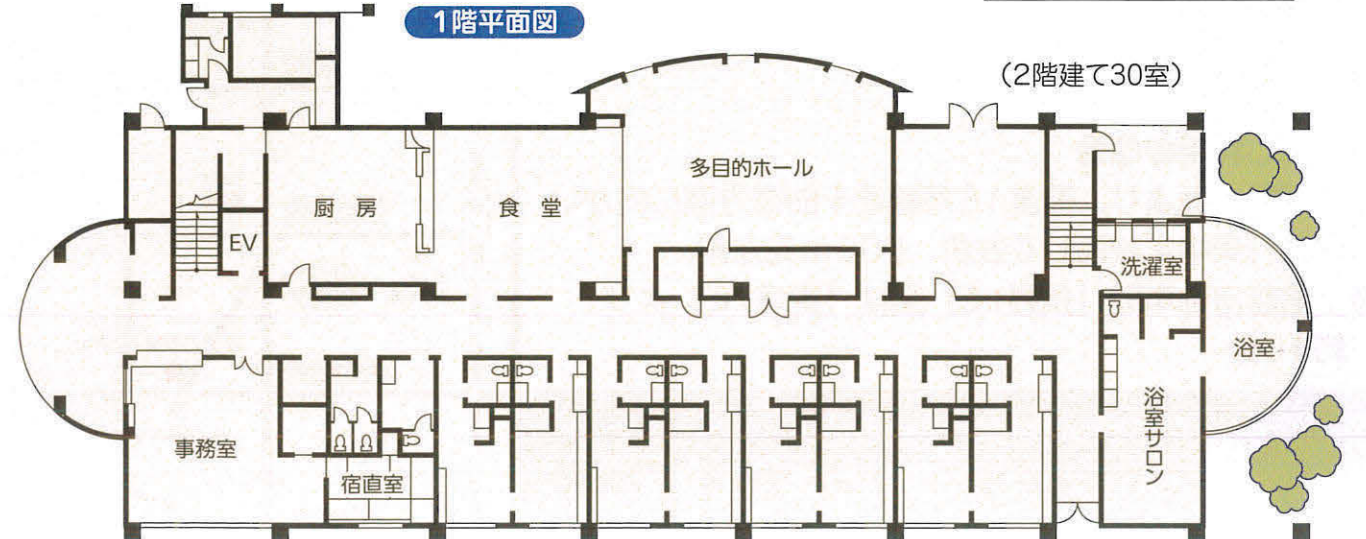 1階平面図
(2階建て30室)
多目的ホール
厨房
食堂
EV
洗濯室
浴室
浴室サロン
事務室
宿直室